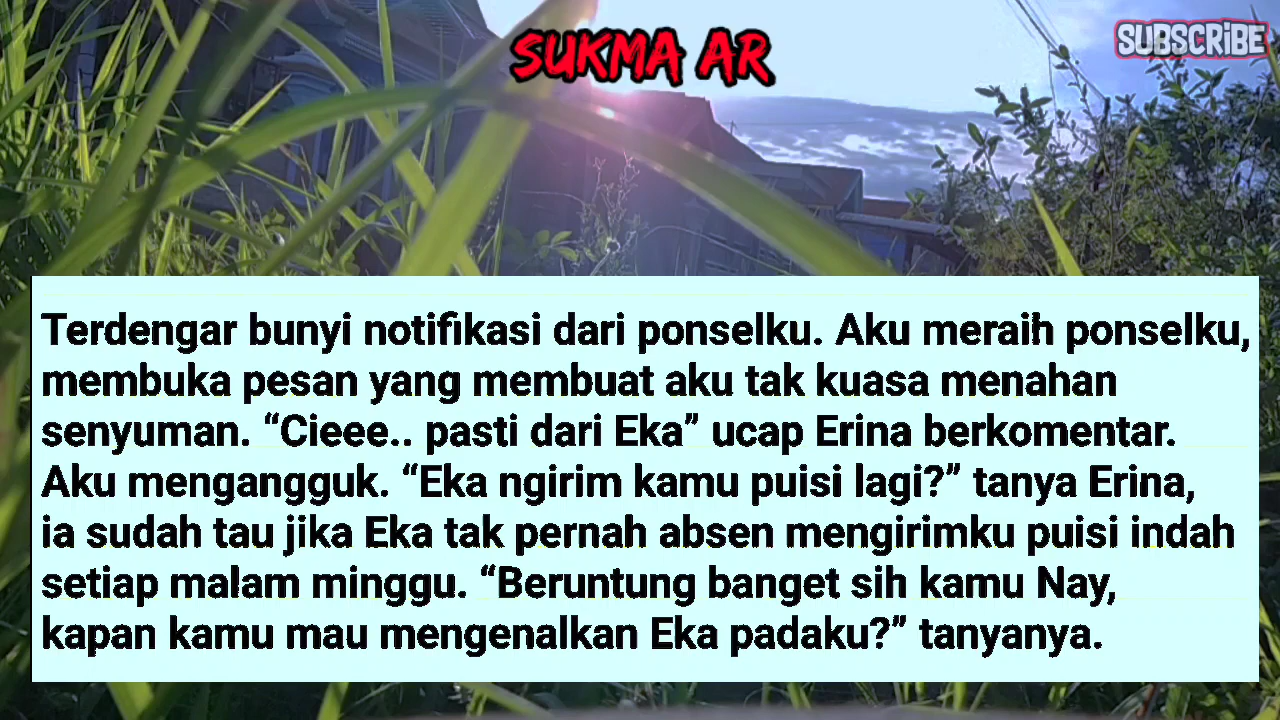 SUKMA AR
SUBSCRIBE
Terdengar bunyi notifikasi dari ponselku. Aku meraih ponselku,
membuka pesan yang membuat aku tak kuasa menahan
senyuman. “Cieee.. pasti dari Eka” ucap Erina berkomentar.
Aku mengangguk. “Eka ngirim kamu puisi lagi?” tanya Erina,
ia sudah tau jika Eka tak pernah absen mengirimku puisi indah
setiap malam minggu. “Beruntung banget sih kamu Nay,
kapan kamu mau mengenalkan Eka padaku?” tanyanya.